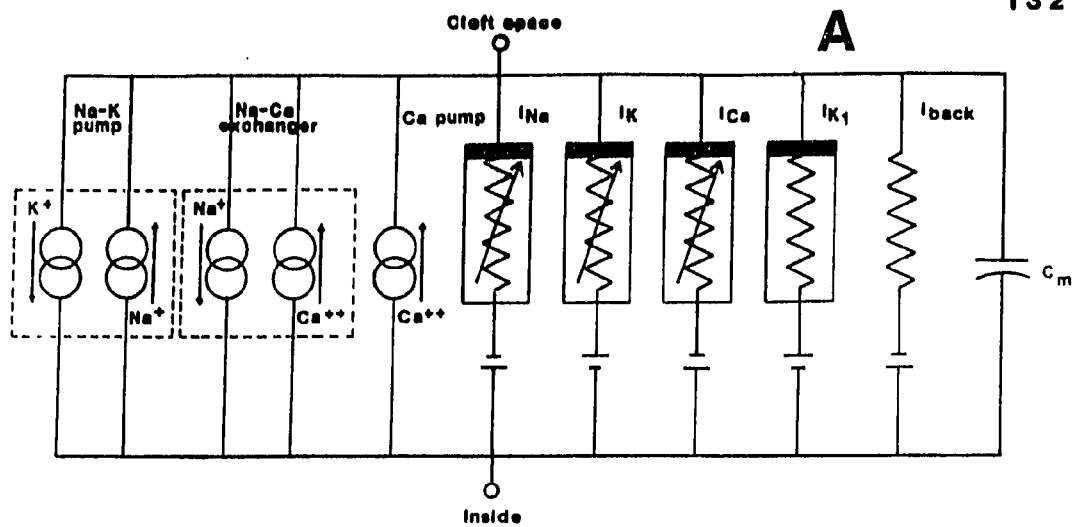 132
Cleft space
A
Na-K pump
Na-Ca exchanger
Ca pump
INa
IK
ICa
IK1
Iback
K+
Na+
Na+
Ca++
Ca++
Cm
Inside